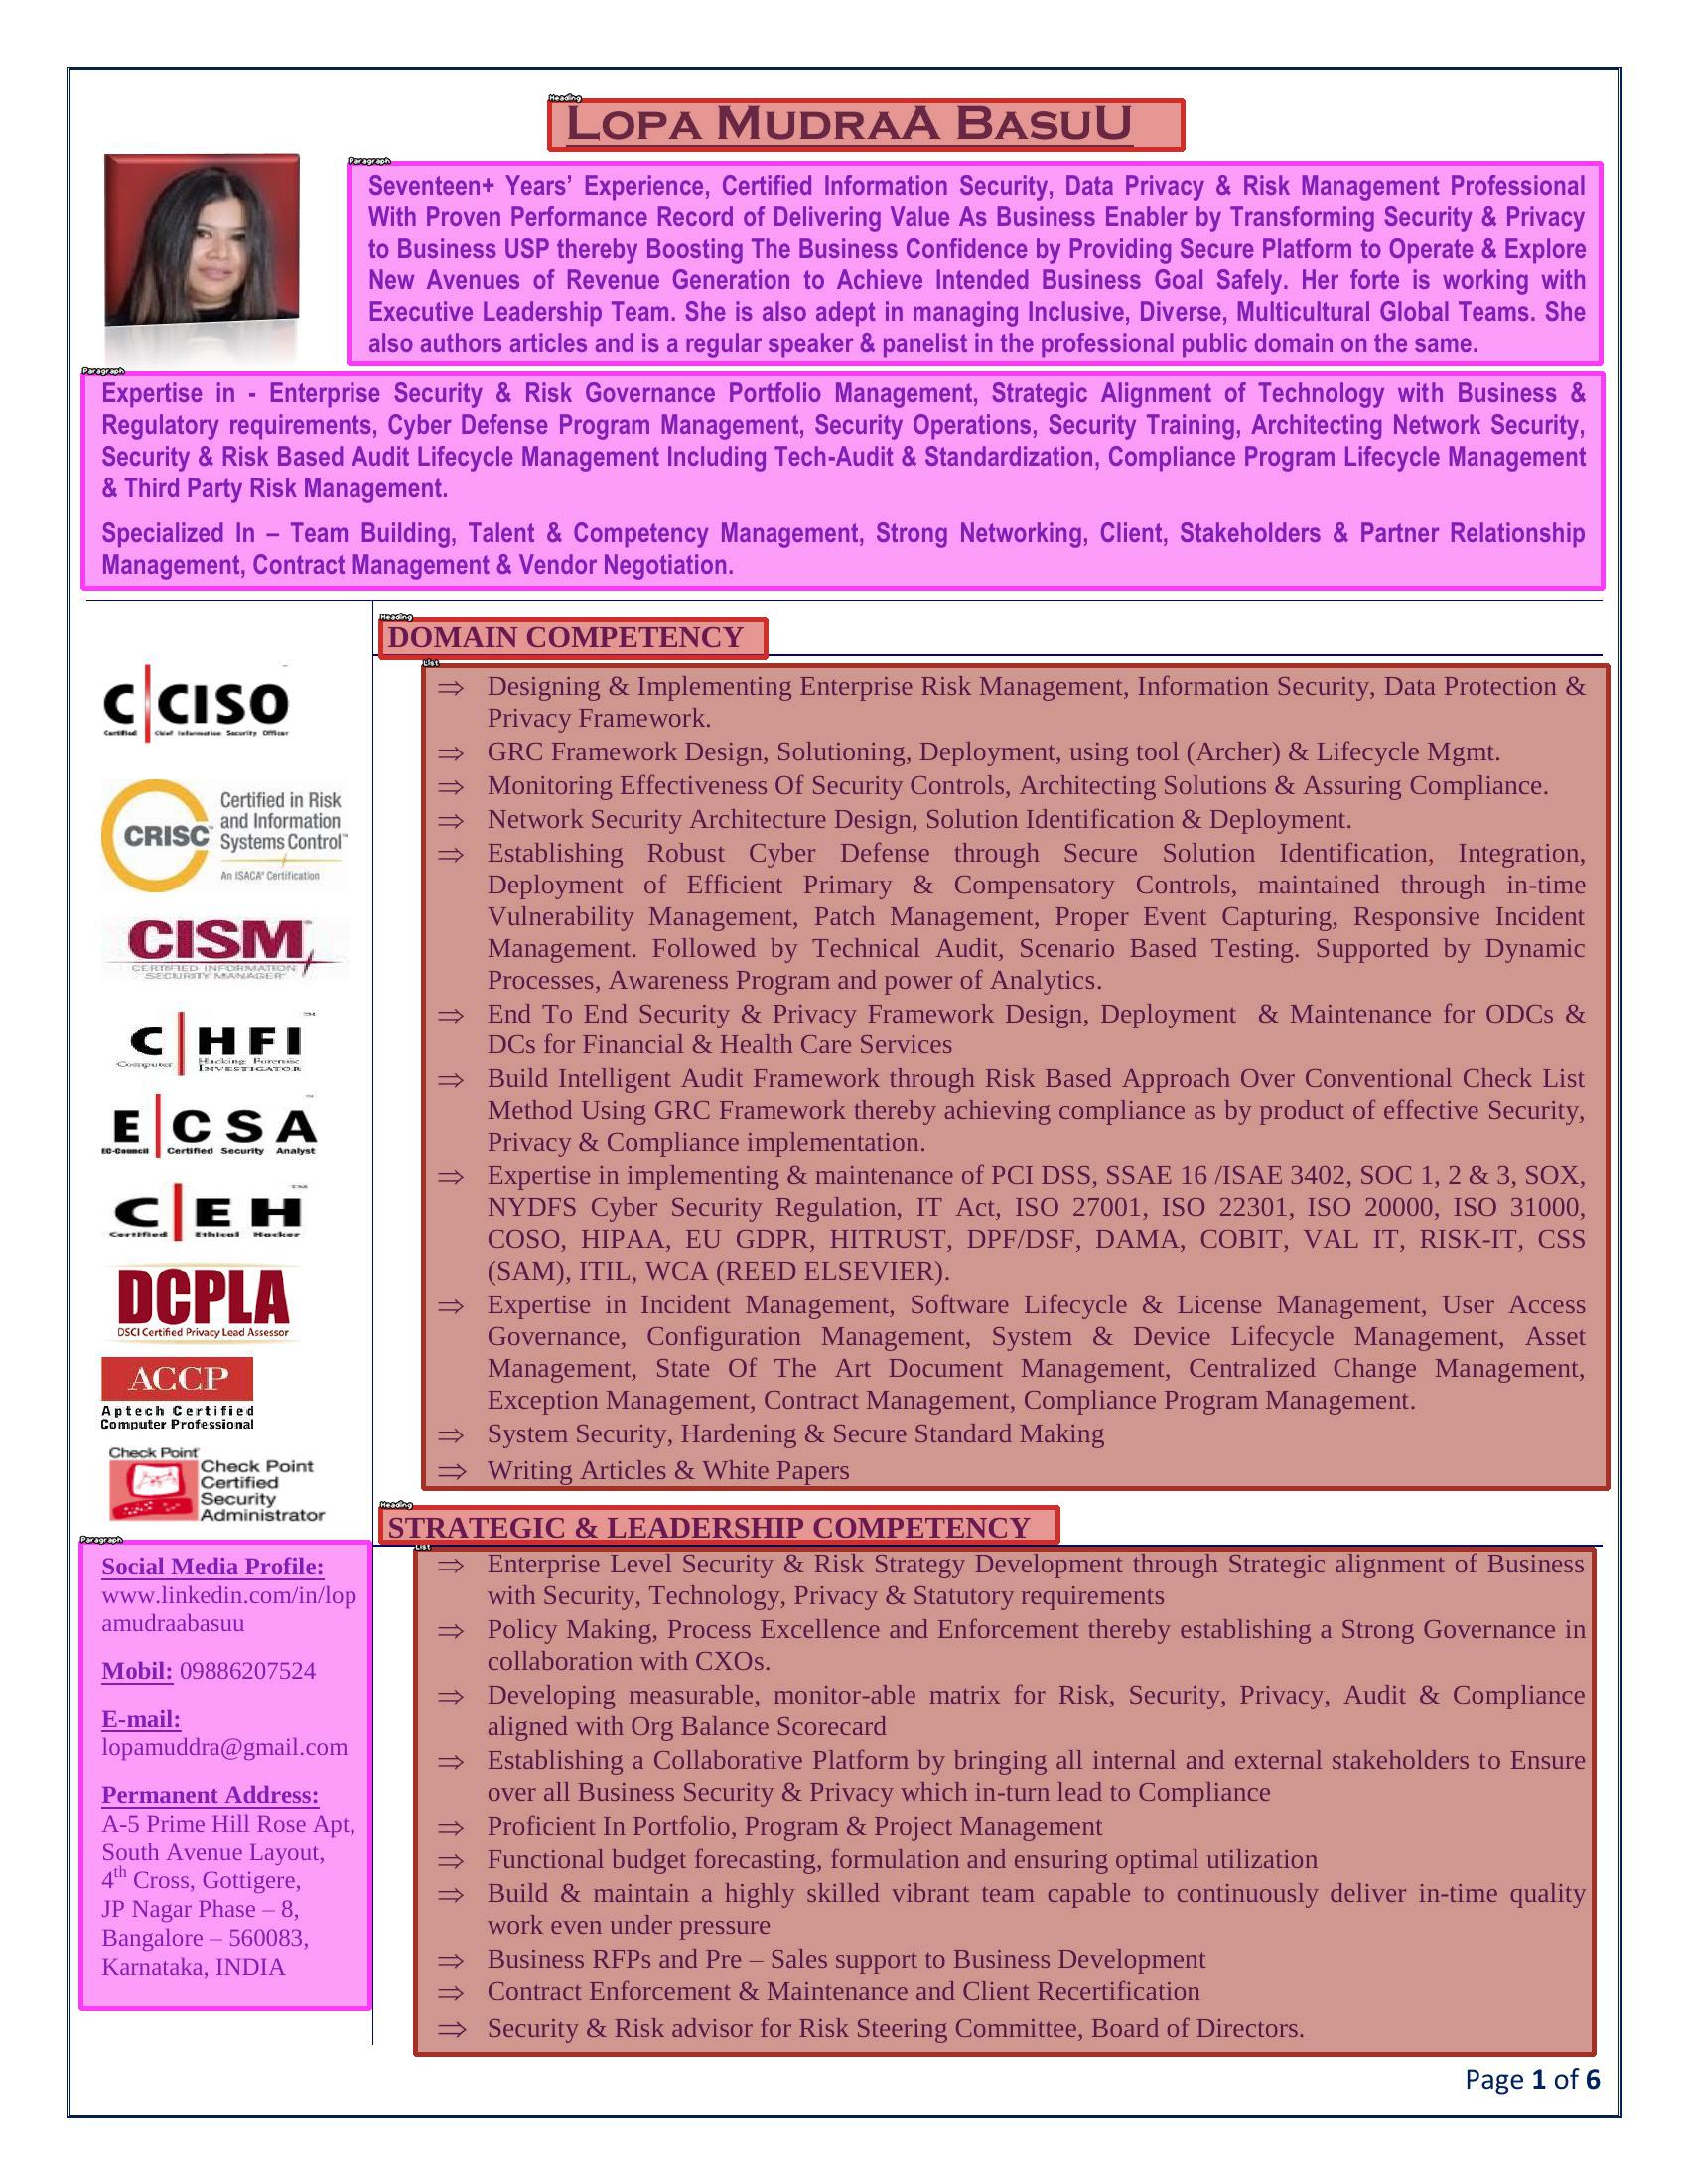 Heading
LOPA MUDRAA BASUU
Paragraph
Seventeen+ Years' Experience, Certified Information Security, Data Privacy & Risk Management Professional
With Proven Performance Record of Delivering Value As Business Enabler by Transforming Security & Privacy
to Business USP thereby Boosting The Business Confidence by Providing Secure Platform to Operate & Explore
New Avenues of Revenue Generation to Achieve Intended Business Goal Safely. Her forte is working with
Executive Leadership Team. She is also adept in managing Inclusive, Diverse, Multicultural Global Teams. She
also authors articles and is a regular speaker & panelist in the professional public domain on the same.
Paragraph
Expertise in - Enterprise Security & Risk Governance Portfolio Management, Strategic Alignment of Technology with Business &
Regulatory requirements, Cyber Defense Program Management, Security Operations, Security Training, Architecting Network Security,
Security & Risk Based Audit Lifecycle Management Including Tech-Audit & Standardization, Compliance Program Lifecycle Management
& Third Party Risk Management.
Specialized In – Team Building, Talent & Competency Management, Strong Networking, Client, Stakeholders & Partner Relationship
Management, Contract Management & Vendor Negotiation.
C|CISO
Certified Chief Information Security Officer
CRISC™
Certified in Risk
and Information
Systems Control™
An ISACA® Certification
CISM
CERTIFIED INFORMATION
SECURITY MANAGER®
C|HFI™
Computer Hacking Forensic
INVESTIGATOR
E|CSA™
EC-Council Certified Security Analyst
C|EH™
Certified Ethical Hacker
DCPLA
DSCI Certified Privacy Lead Assessor
ACCP
Aptech Certified
Computer Professional
Check Point
Check Point
Certified
Security
Administrator
Paragraph
Social Media Profile:
www.linkedin.com/in/lop
amudraabasuu
Mobil: 09886207524
E-mail:
lopamuddra@gmail.com
Permanent Address:
A-5 Prime Hill Rose Apt,
South Avenue Layout,
4th Cross, Gottigere,
JP Nagar Phase – 8,
Bangalore – 560083,
Karnataka, INDIA
Heading
DOMAIN COMPETENCY
List
⇒ Designing & Implementing Enterprise Risk Management, Information Security, Data Protection &
Privacy Framework.
⇒ GRC Framework Design, Solutioning, Deployment, using tool (Archer) & Lifecycle Mgmt.
⇒ Monitoring Effectiveness Of Security Controls, Architecting Solutions & Assuring Compliance.
⇒ Network Security Architecture Design, Solution Identification & Deployment.
⇒ Establishing Robust Cyber Defense through Secure Solution Identification, Integration,
Deployment of Efficient Primary & Compensatory Controls, maintained through in-time
Vulnerability Management, Patch Management, Proper Event Capturing, Responsive Incident
Management. Followed by Technical Audit, Scenario Based Testing. Supported by Dynamic
Processes, Awareness Program and power of Analytics.
⇒ End To End Security & Privacy Framework Design, Deployment & Maintenance for ODCs &
DCs for Financial & Health Care Services
⇒ Build Intelligent Audit Framework through Risk Based Approach Over Conventional Check List
Method Using GRC Framework thereby achieving compliance as by product of effective Security,
Privacy & Compliance implementation.
⇒ Expertise in implementing & maintenance of PCI DSS, SSAE 16 /ISAE 3402, SOC 1, 2 & 3, SOX,
NYDFS Cyber Security Regulation, IT Act, ISO 27001, ISO 22301, ISO 20000, ISO 31000,
COSO, HIPAA, EU GDPR, HITRUST, DPF/DSF, DAMA, COBIT, VAL IT, RISK-IT, CSS
(SAM), ITIL, WCA (REED ELSEVIER).
⇒ Expertise in Incident Management, Software Lifecycle & License Management, User Access
Governance, Configuration Management, System & Device Lifecycle Management, Asset
Management, State Of The Art Document Management, Centralized Change Management,
Exception Management, Contract Management, Compliance Program Management.
⇒ System Security, Hardening & Secure Standard Making
⇒ Writing Articles & White Papers
Heading
STRATEGIC & LEADERSHIP COMPETENCY
List
⇒ Enterprise Level Security & Risk Strategy Development through Strategic alignment of Business
with Security, Technology, Privacy & Statutory requirements
⇒ Policy Making, Process Excellence and Enforcement thereby establishing a Strong Governance in
collaboration with CXOs.
⇒ Developing measurable, monitor-able matrix for Risk, Security, Privacy, Audit & Compliance
aligned with Org Balance Scorecard
⇒ Establishing a Collaborative Platform by bringing all internal and external stakeholders to Ensure
over all Business Security & Privacy which in-turn lead to Compliance
⇒ Proficient In Portfolio, Program & Project Management
⇒ Functional budget forecasting, formulation and ensuring optimal utilization
⇒ Build & maintain a highly skilled vibrant team capable to continuously deliver in-time quality
work even under pressure
⇒ Business RFPs and Pre – Sales support to Business Development
⇒ Contract Enforcement & Maintenance and Client Recertification
⇒ Security & Risk advisor for Risk Steering Committee, Board of Directors.
Page 1 of 6